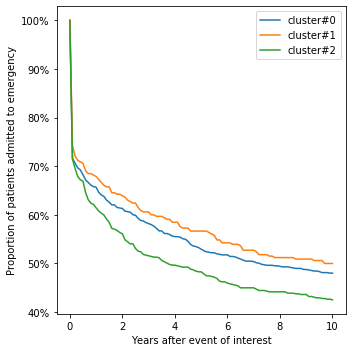 cluster#0
cluster#1
cluster#2
100%
90%
80%
70%
60%
50%
40%
Proportion of patients admitted to emergency
0
2
4
6
8
10
Years after event of interest